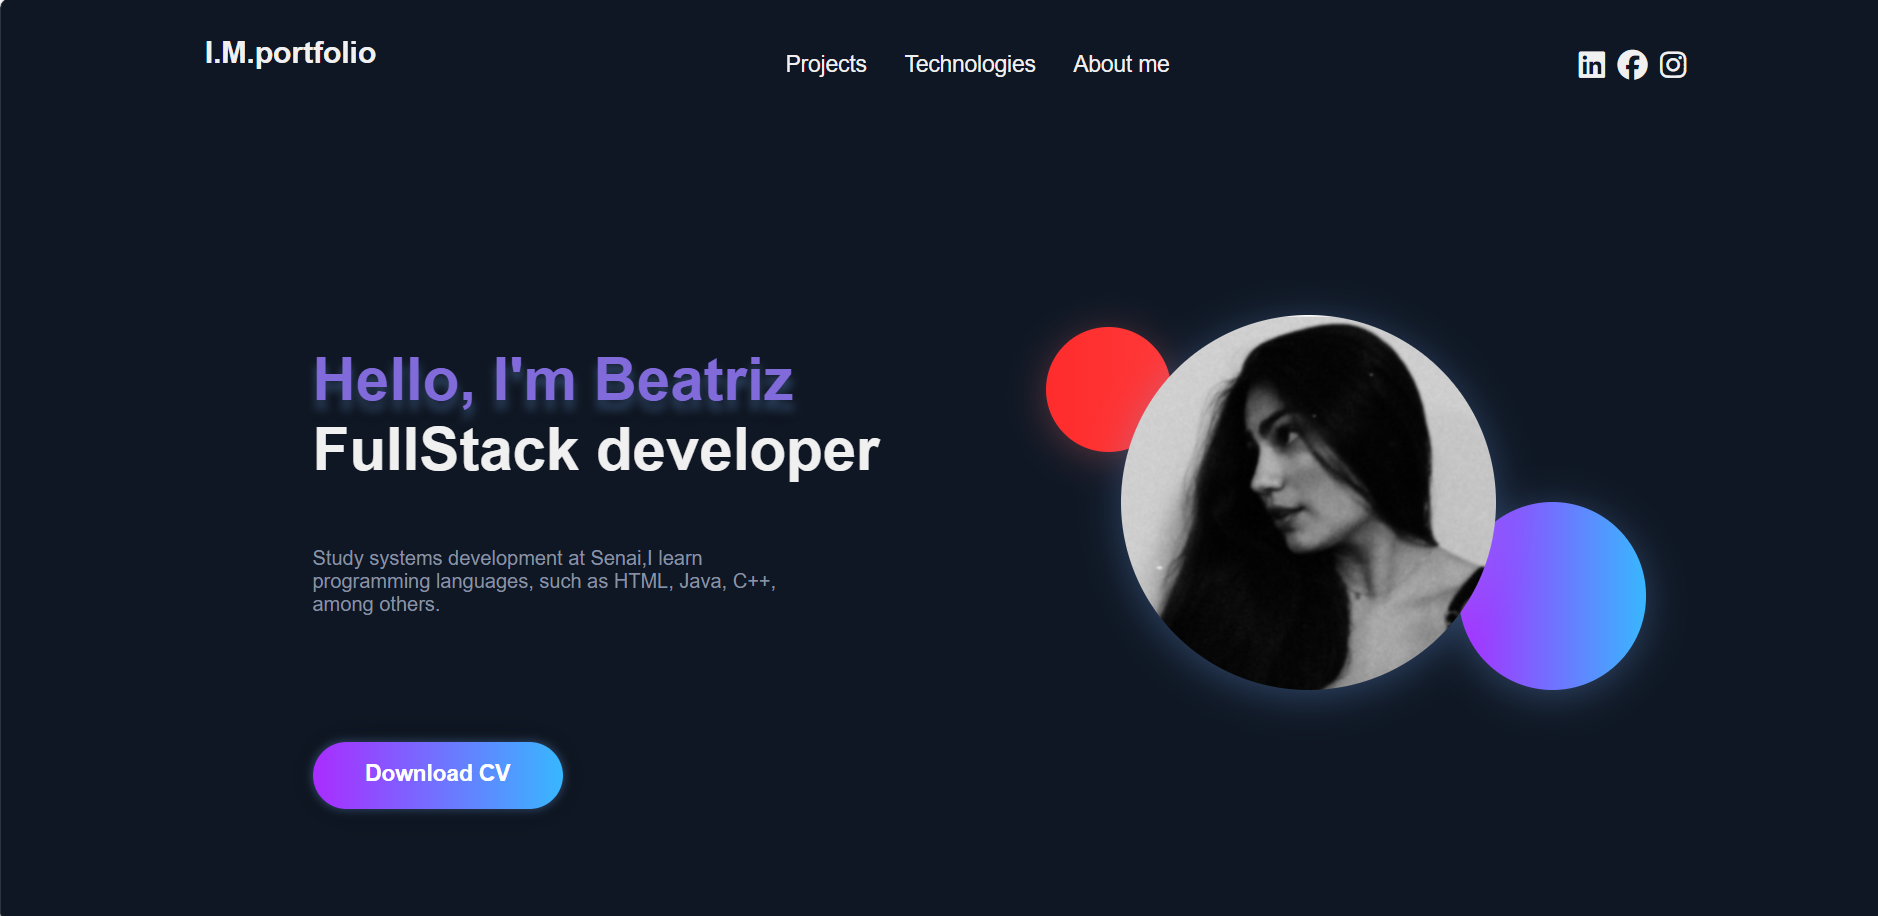 I.M.portfolio
Projects Technologies About me
Hello, I'm Beatriz
FullStack developer
Study systems development at Senai,I learn
programming languages, such as HTML, Java, C++,
among others.
Download CV